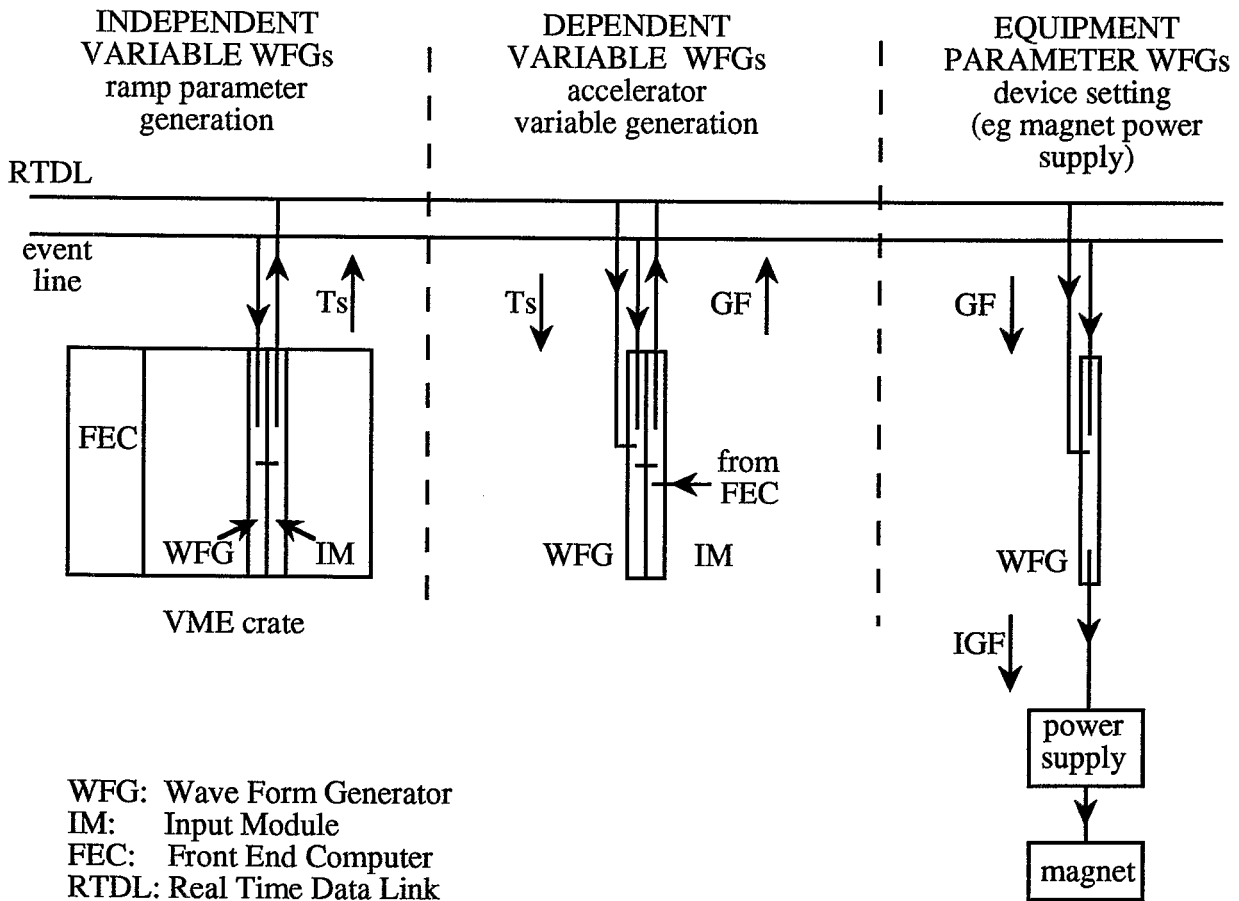 INDEPENDENT
VARIABLE WFGs
ramp parameter
generation
DEPENDENT
VARIABLE WFGs
accelerator
variable generation
EQUIPMENT
PARAMETER WFGs
device setting
(eg magnet power
supply)
RTDL
event
line
Ts
FEC
WFG
IM
VME crate
Ts
GF
from
FEC
WFG
IM
GF
WFG
IGF
power
supply
magnet
WFG: Wave Form Generator
IM: Input Module
FEC: Front End Computer
RTDL: Real Time Data Link